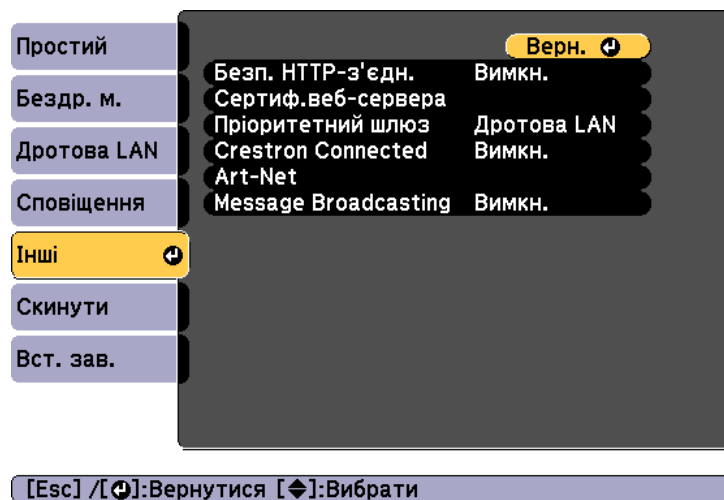 Простий
Бездр. м.
Дротова LAN
Сповіщення
Інші
Скинути
Вст. зав.
Верн.
Безп. HTTP-з'єдн. Вимкн.
Сертиф.веб-сервера
Пріоритетний шлюз Дротова LAN
Crestron Connected Вимкн.
Art-Net
Message Broadcasting Вимкн.
[Esc] /[⏎]:Вернутися [◆]:Вибрати